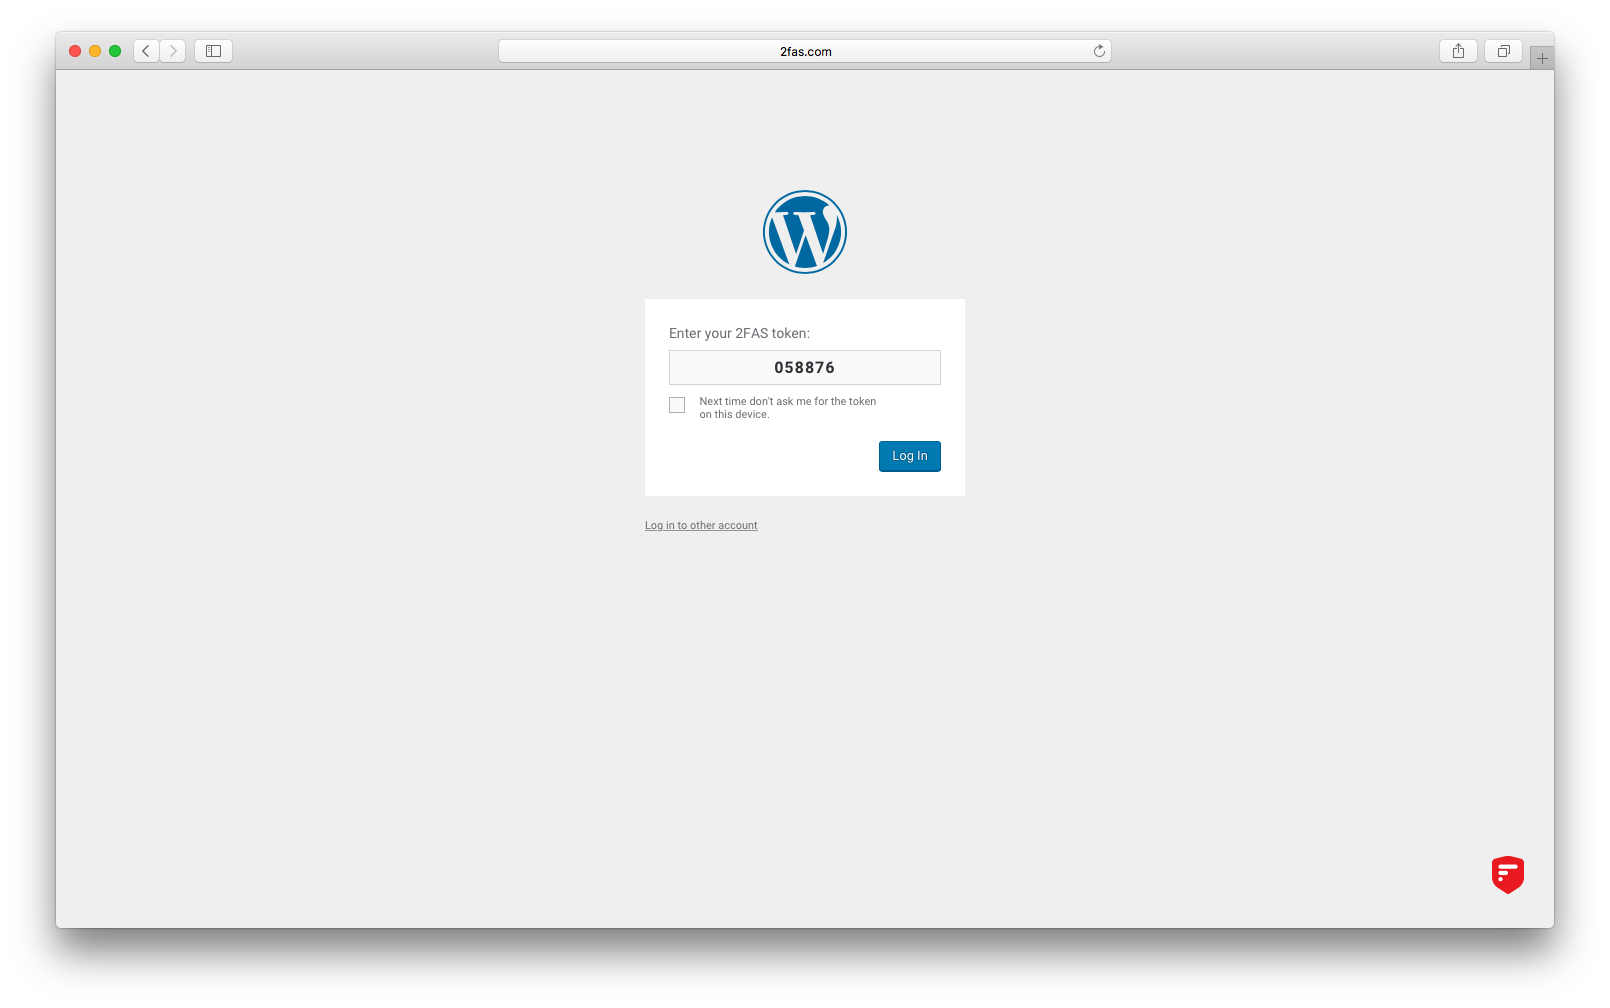 2fas.com
Enter your 2FAS token:
058876
Next time don't ask me for the token
on this device.
Log In
Log in to other account